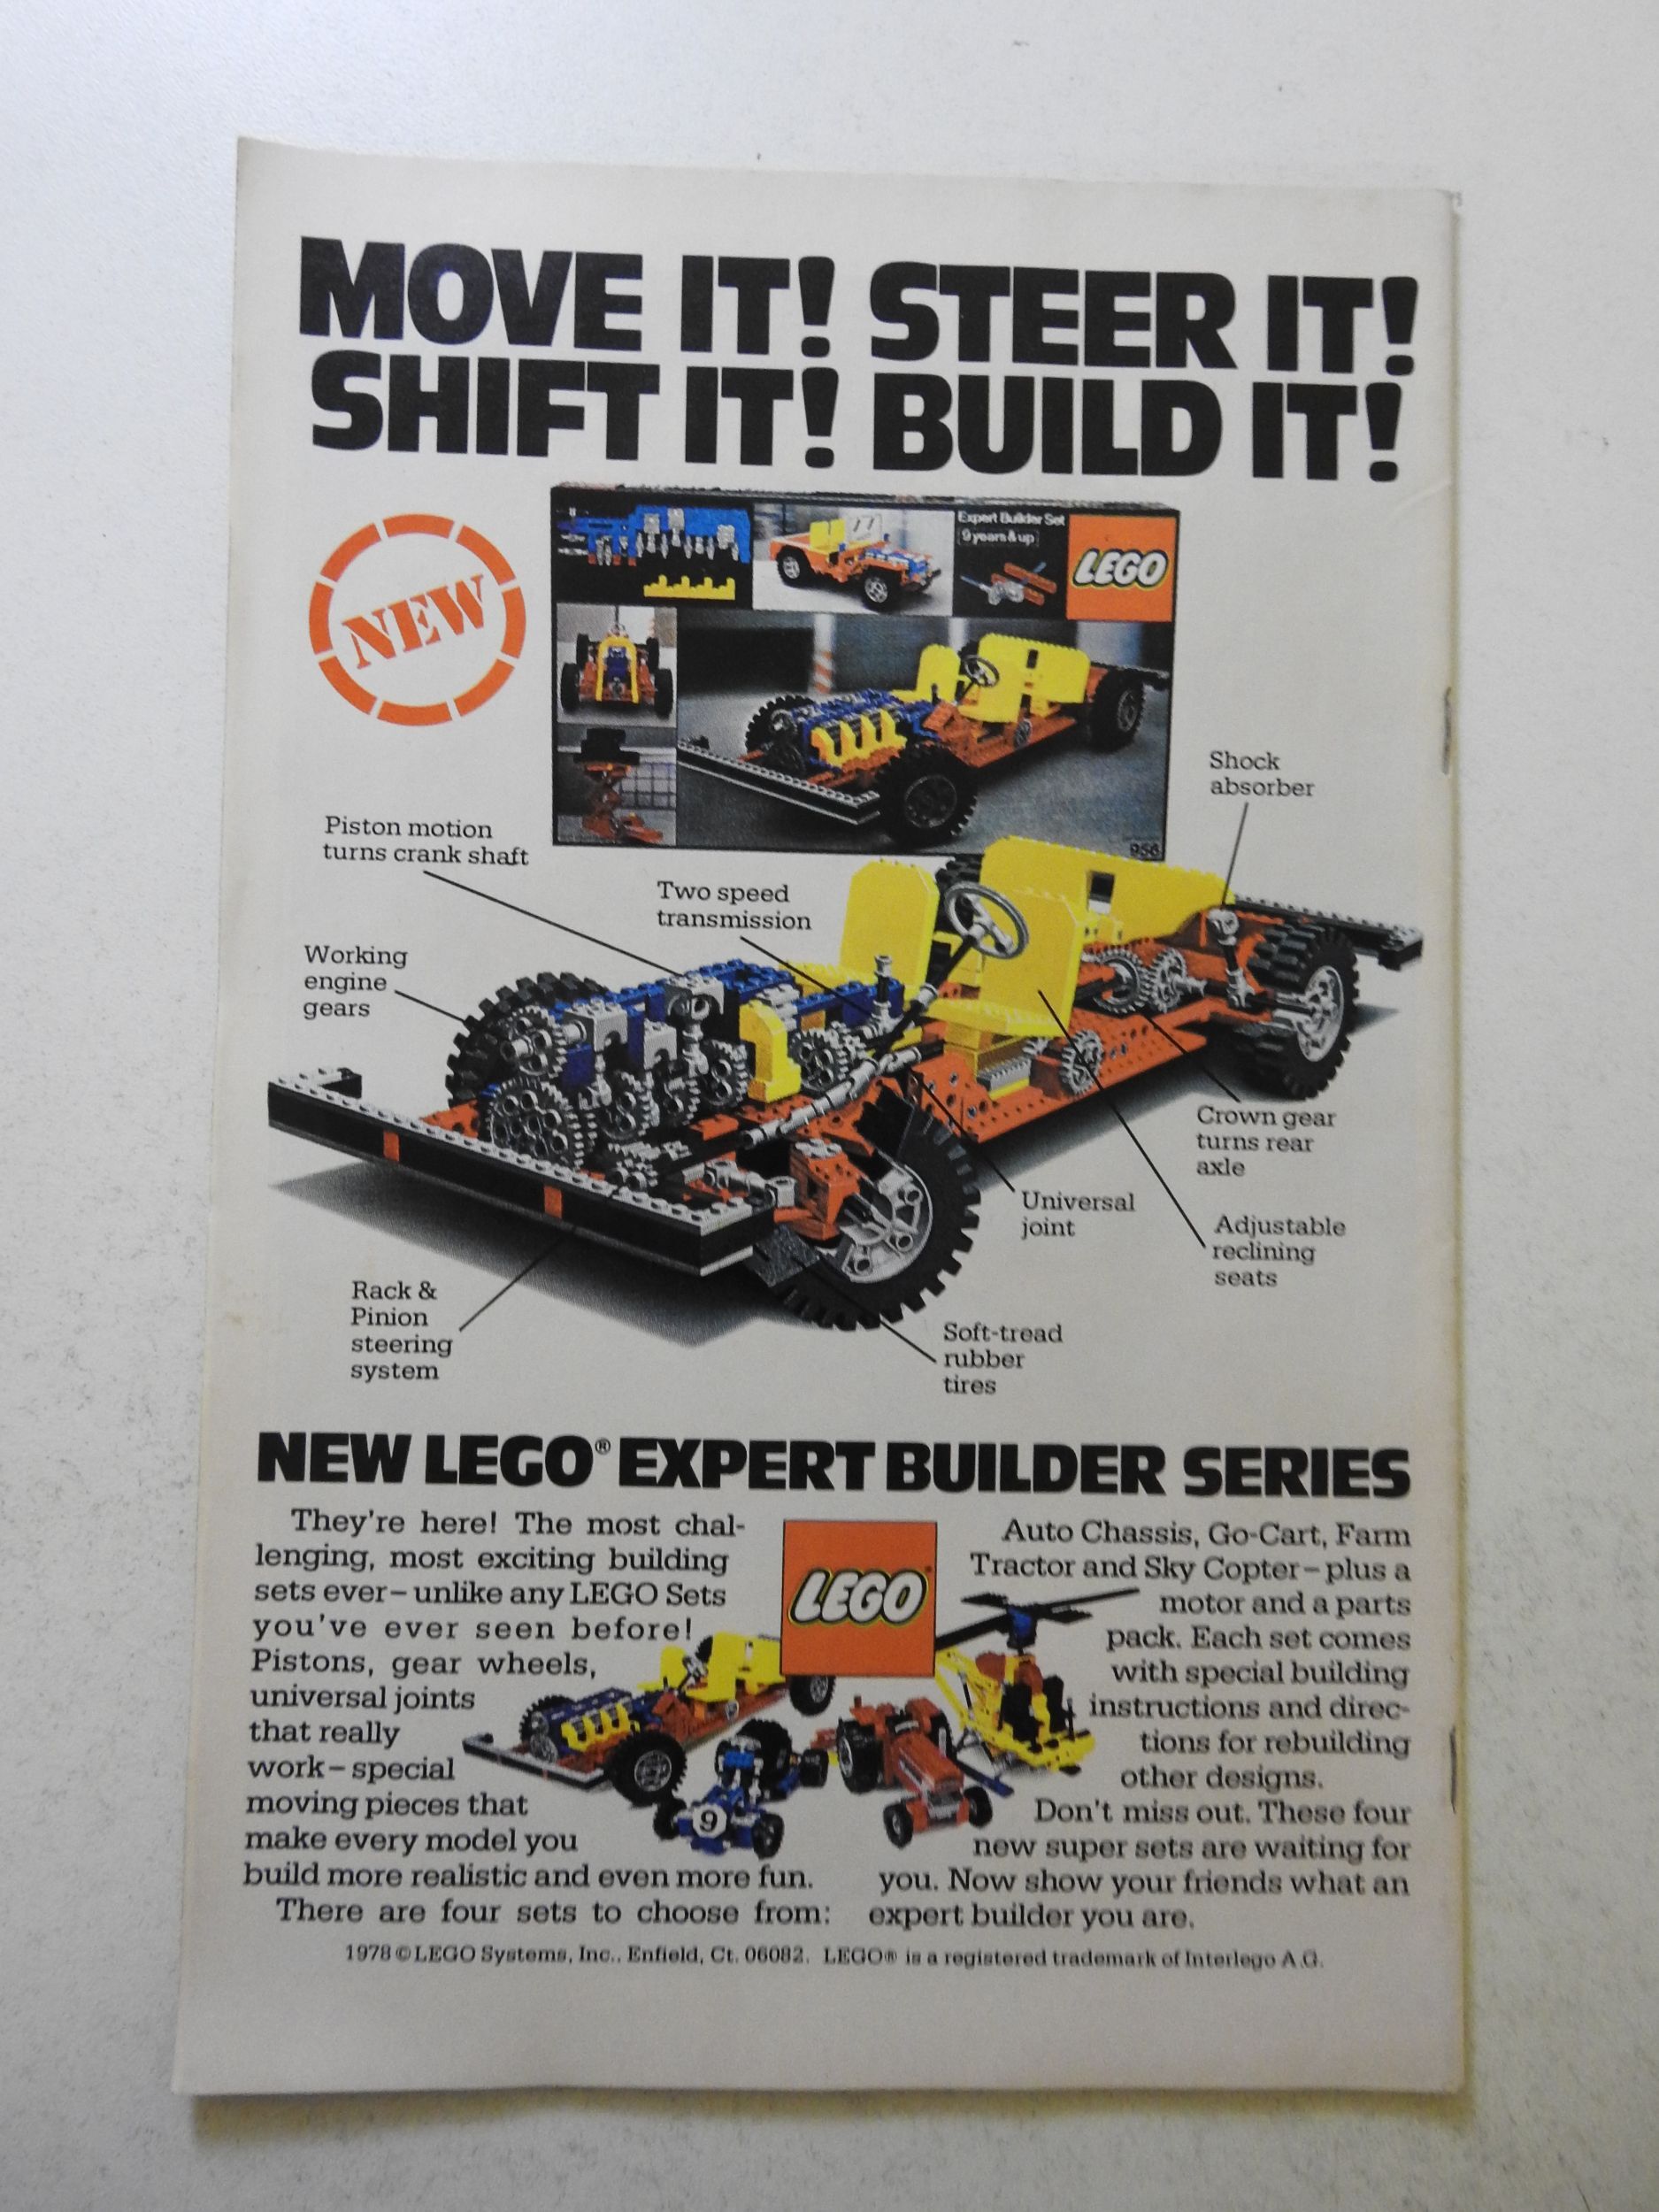 MOVE IT! STEER IT!
SHIFT IT! BUILD IT!
NEW
Expert Builder Set
9 years & up
LEGO
956
Shock
absorber
Piston motion
turns crank shaft
Two speed
transmission
Working
engine
gears
Crown gear
turns rear
axle
Universal
joint
Adjustable
reclining
seats
Rack &
Pinion
steering
system
Soft-tread
rubber
tires
NEW LEGO® EXPERT BUILDER SERIES
They're here! The most chal-
lenging, most exciting building
sets ever– unlike any LEGO Sets
you've ever seen before!
Pistons, gear wheels,
universal joints
that really
work– special
moving pieces that
make every model you
build more realistic and even more fun.
There are four sets to choose from:
LEGO®
9
Auto Chassis, Go-Cart, Farm
Tractor and Sky Copter– plus a
motor and a parts
pack. Each set comes
with special building
instructions and direc-
tions for rebuilding
other designs.
Don't miss out. These four
new super sets are waiting for
you. Now show your friends what an
expert builder you are.
1978 © LEGO Systems, Inc., Enfield, Ct. 06082. LEGO® is a registered trademark of Interlego A.G.